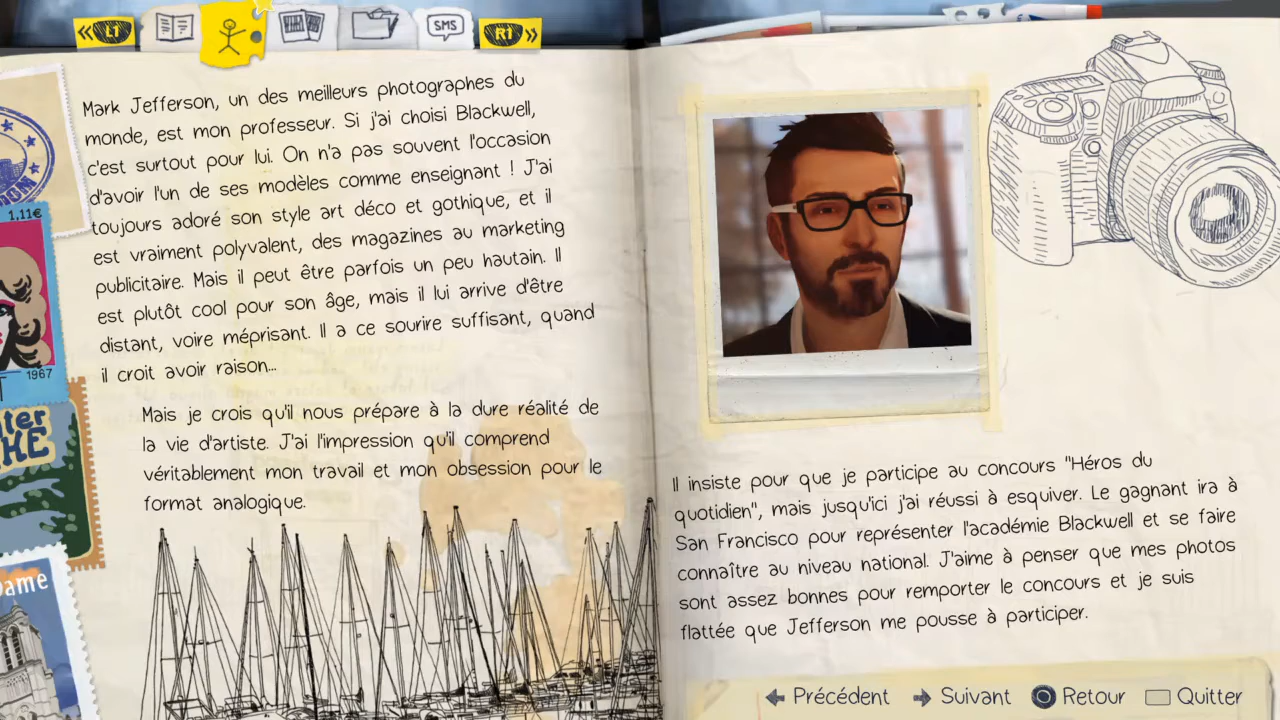 L1
SMS
R1
Mark Jefferson, un des meilleurs photographes du
monde, est mon professeur. Si j'ai choisi Blackwell,
c'est surtout pour lui. On n'a pas souvent l'occasion
d'avoir l'un de ses modèles comme enseignant ! J'ai
toujours adoré son style art déco et gothique, et il
est vraiment polyvalent, des magazines au marketing
publicitaire. Mais il peut être parfois un peu hautain. Il
est plutôt cool pour son âge, mais il lui arrive d'être
distant, voire méprisant. Il a ce sourire suffisant, quand
il croit avoir raison...
Mais je crois qu'il nous prépare à la dure réalité de
la vie d'artiste. J'ai l'impression qu'il comprend
véritablement mon travail et mon obsession pour le
format analogique.
1,11€
1967
Il insiste pour que je participe au concours "Héros du
quotidien", mais jusqu'ici j'ai réussi à esquiver. Le gagnant ira à
San Francisco pour représenter l'académie Blackwell et se faire
connaître au niveau national. J'aime à penser que mes photos
sont assez bonnes pour remporter le concours et je suis
flattée que Jefferson me pousse à participer.
Précédent
Suivant
Retour
Quitter